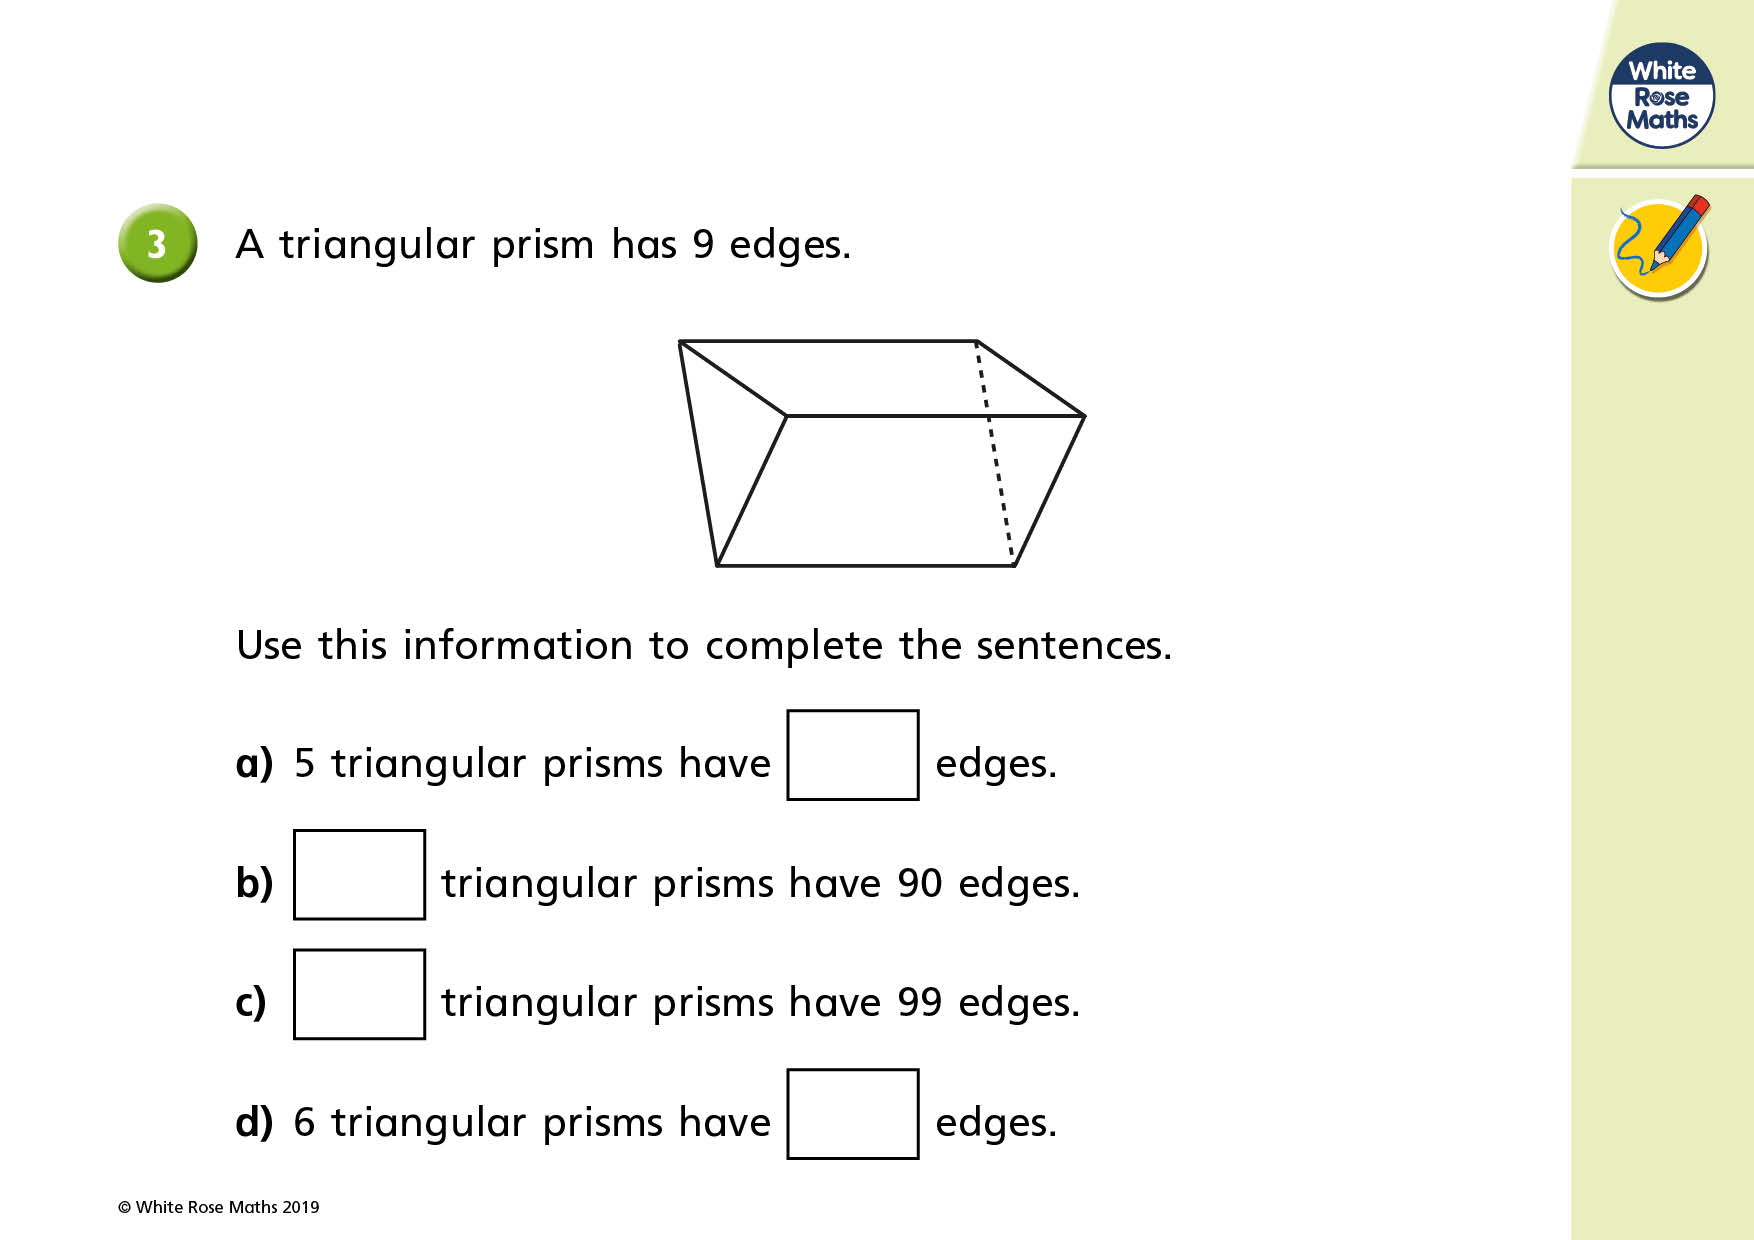 White
Rose
Maths
3 A triangular prism has 9 edges.
Use this information to complete the sentences.
a) 5 triangular prisms have edges.
b) triangular prisms have 90 edges.
c) triangular prisms have 99 edges.
d) 6 triangular prisms have edges.
© White Rose Maths 2019